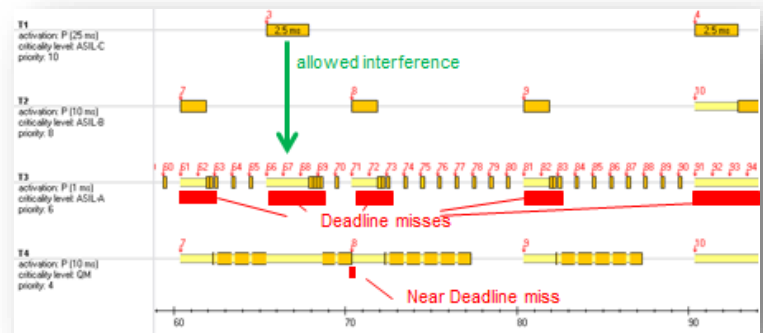 T1
activation: P (25 ms)
criticality level: ASIL-C
priority: 10
3
2.5 ms
4
2.5 ms
allowed interference
T2
activation: P (10 ms)
criticality level: ASIL-B
priority: 8
7
8
9
10
T3
activation: P (1 ms)
criticality level: ASIL-A
priority: 6
60 61 62 63 64 65 66 67 68 69 70 71 72 73 74 75 76 77 78 79 80 81 82 83 84 85 86 87 88 89 90 91 92 93 94
Deadline misses
T4
activation: P (10 ms)
criticality level: QM
priority: 4
7
8
9
10
Near Deadline miss
60
70
80
90